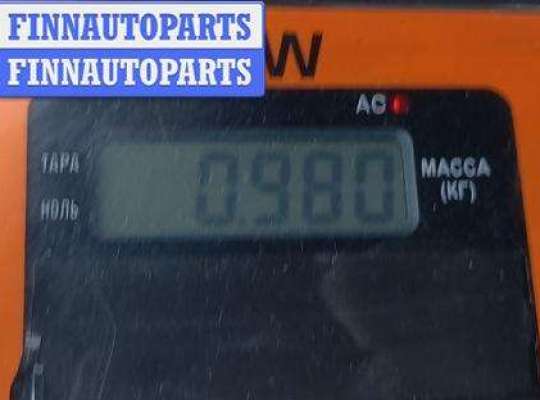 FINNAUTOPARTS
FINNAUTOPARTS
W
AC
ТАРА
0.980
МАССА
(КГ)
НОЛЬ